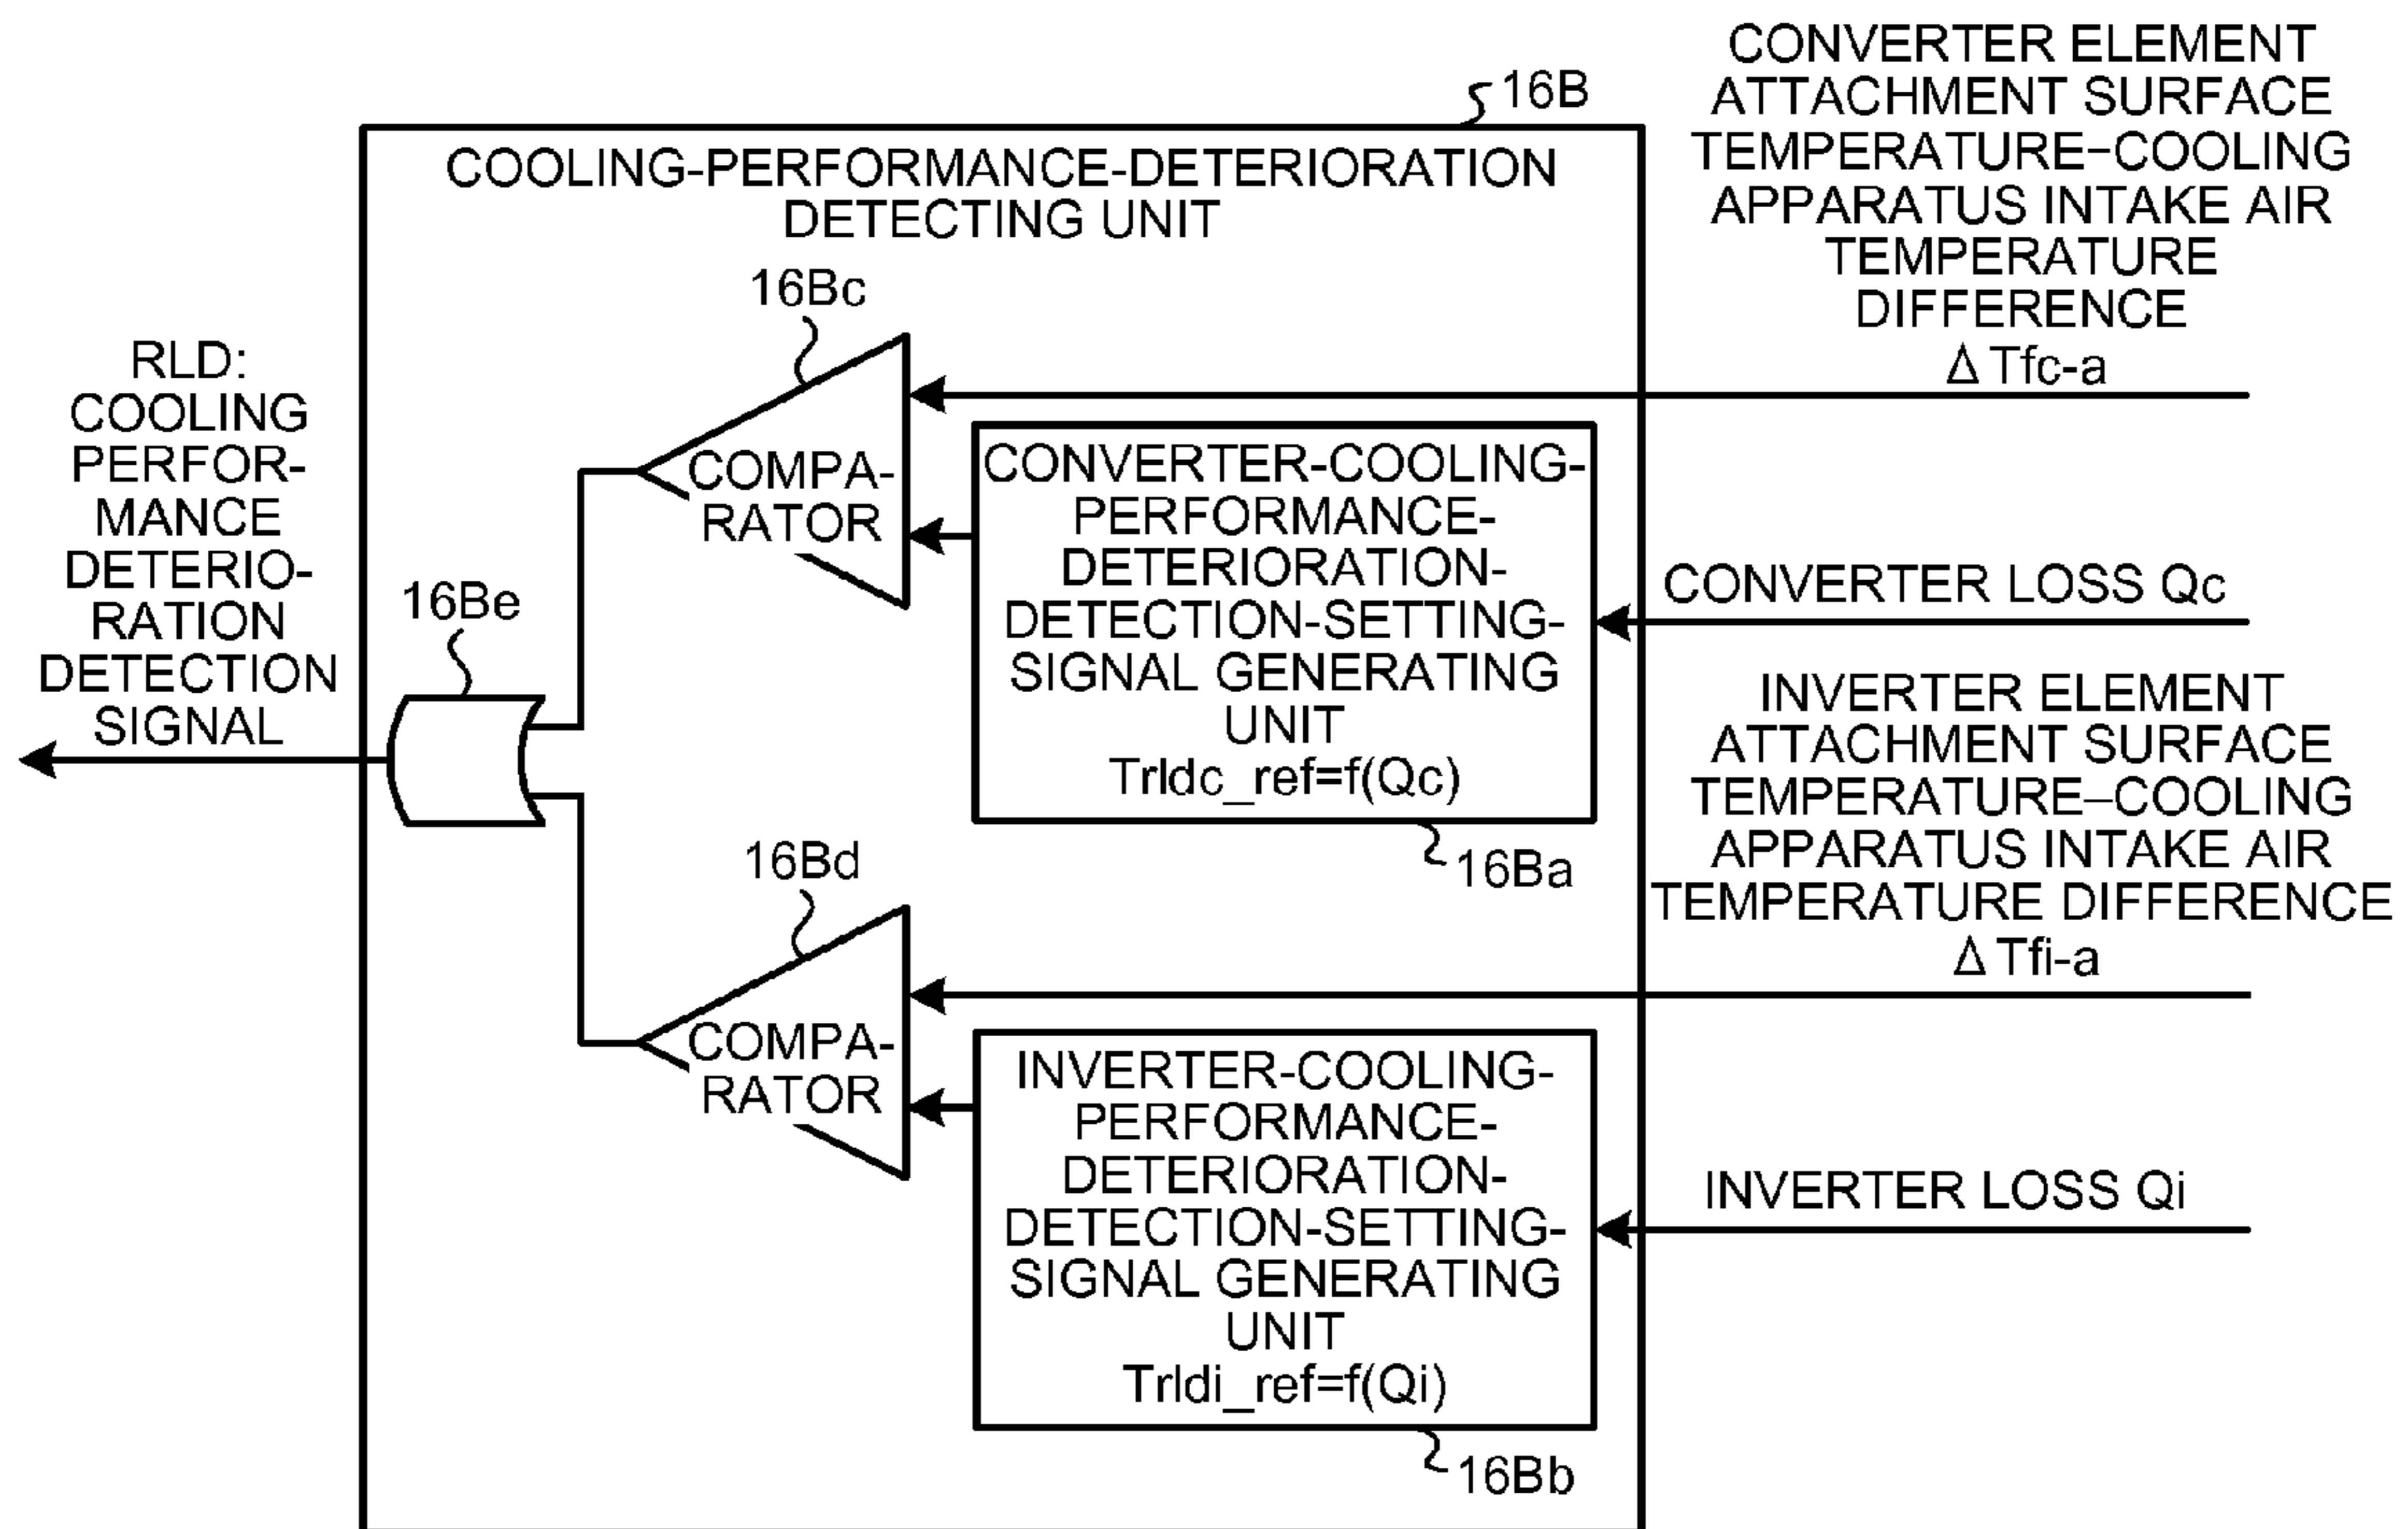 CONVERTER ELEMENT
ATTACHMENT SURFACE
TEMPERATURE–COOLING
APPARATUS INTAKE AIR
TEMPERATURE
DIFFERENCE
Δ Tfc-a
16B
COOLING-PERFORMANCE-DETERIORATION
DETECTING UNIT
16Bc
RLD:
COOLING
PERFOR-
MANCE
DETERIO-
RATION
DETECTION
SIGNAL
COMPA-
RATOR
CONVERTER-COOLING-
PERFORMANCE-
DETERIORATION-
DETECTION-SETTING-
SIGNAL GENERATING
UNIT
Trldc_ref=f(Qc)
CONVERTER LOSS Qc
16Be
16Ba
INVERTER ELEMENT
ATTACHMENT SURFACE
TEMPERATURE–COOLING
APPARATUS INTAKE AIR
TEMPERATURE DIFFERENCE
Δ Tfi-a
16Bd
COMPA-
RATOR
INVERTER-COOLING-
PERFORMANCE-
DETERIORATION-
DETECTION-SETTING-
SIGNAL GENERATING
UNIT
Trldi_ref=f(Qi)
INVERTER LOSS Qi
16Bb